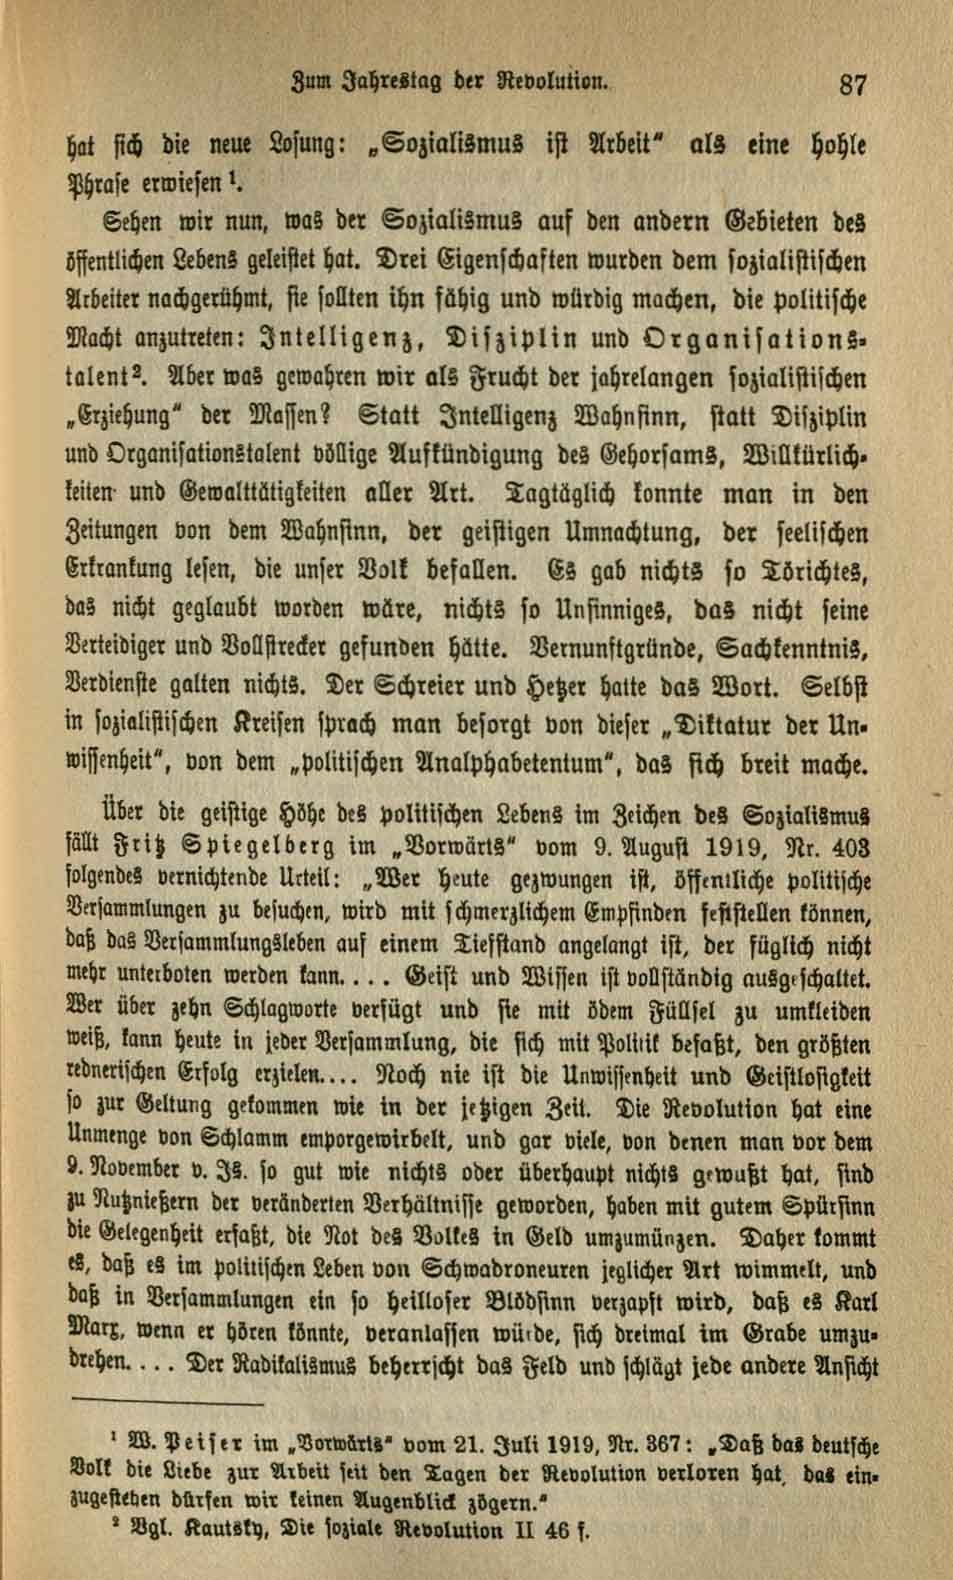 Zum Jahrestag der Revolution. 87
hat sich die neue Losung: „Sozialismus ist Arbeit“ als eine hohle
Phrase erwiesen¹.
Sehen wir nun, was der Sozialismus auf den andern Gebieten des
öffentlichen Lebens geleistet hat. Drei Eigenschaften wurden dem sozialistischen
Arbeiter nachgerühmt, sie sollten ihn fähig und würdig machen, die politische
Macht anzutreten: Intelligenz, Disziplin und Organisations-
talent². Aber was gewahren wir als Frucht der jahrelangen sozialistischen
„Erziehung“ der Massen? Statt Intelligenz Wahnsinn, statt Disziplin
und Organisationstalent völlige Aufkündigung des Gehorsams, Willkürlich-
keiten und Gewalttätigkeiten aller Art. Tagtäglich konnte man in den
Zeitungen von dem Wahnsinn, der geistigen Umnachtung, der seelischen
Erkrankung lesen, die unser Volk befallen. Es gab nichts so Törichtes,
das nicht geglaubt worden wäre, nichts so Unsinniges, das nicht seine
Verteidiger und Vollstrecker gefunden hätte. Vernunftgründe, Sachkenntnis,
Verdienste galten nichts. Der Schreier und Hetzer hatte das Wort. Selbst
in sozialistischen Kreisen sprach man besorgt von dieser „Diktatur der Un-
wissenheit“, von dem „politischen Analphabetentum“, das sich breit mache.
Über die geistige Höhe des politischen Lebens im Zeichen des Sozialismus
fällt Fritz Spiegelberg im „Vorwärts“ vom 9. August 1919, Nr. 403
folgendes vernichtende Urteil: „Wer heute gezwungen ist, öffentliche politische
Versammlungen zu besuchen, wird mit schmerzlichem Empfinden feststellen können,
daß das Versammlungsleben auf einem Tiefstand angelangt ist, der füglich nicht
mehr unterboten werden kann.... Geist und Wissen ist vollständig ausgeschaltet.
Wer über zehn Schlagworte verfügt und sie mit ödem Füllsel zu umkleiden
weiß, kann heute in jeder Versammlung, die sich mit Politik befaßt, den größten
rednerischen Erfolg erzielen.... Noch nie ist die Unwissenheit und Geistlosigkeit
so zur Geltung gekommen wie in der jetzigen Zeit. Die Revolution hat eine
Unmenge von Schlamm emporgewirbelt, und gar viele, von denen man vor dem
9. November v. Js. so gut wie nichts oder überhaupt nichts gewußt hat, sind
zu Nutznießern der veränderten Verhältnisse geworden, haben mit gutem Spürsinn
die Gelegenheit erfaßt, die Not des Volkes in Geld umzumünzen. Daher kommt
es, daß es im politischen Leben von Schwadroneuren jeglicher Art wimmelt, und
daß in Versammlungen ein so heilloser Blödsinn verzapft wird, daß es Karl
Marx, wenn er hören könnte, veranlassen würde, sich dreimal im Grabe umzu-
drehen.... Der Radikalismus beherrscht das Feld und schlägt jede andere Ansicht
¹ W. Peiser im „Vorwärts“ vom 21. Juli 1919, Nr. 367: „Daß das deutsche
Volk die Liebe zur Arbeit seit den Tagen der Revolution verloren hat, das ein-
zugestehen dürfen wir keinen Augenblick zögern.“
² Vgl. Kautsky, Die soziale Revolution II 46 f.